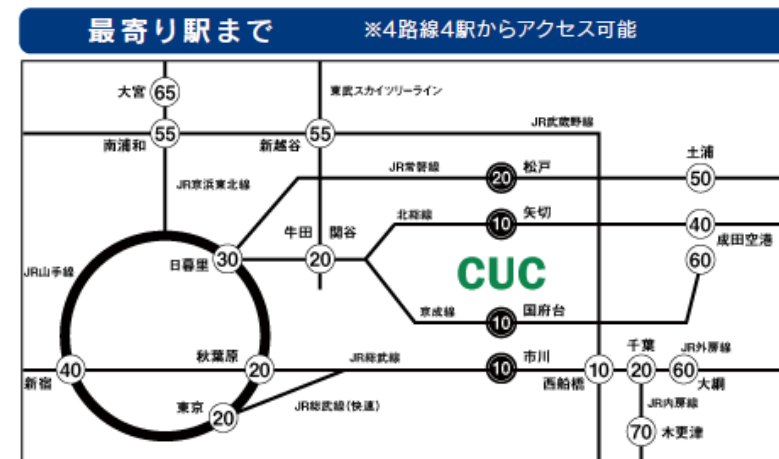 最寄り駅まで ※4路線4駅からアクセス可能
大宮 65 東武スカイツリーライン
南浦和 55 新越谷 55 JR武蔵野線
JR京浜東北線 JR常磐線 20 松戸 土浦 50
北総線 10 矢切 40
牛田 関谷 成田空港
日暮里 30 20 60
JR山手線 CUC
京成線 10 国府台
秋葉原 JR総武線 市川 千葉 JR外房線
新宿 40 20 10 西船橋 10 20 60 大網
東京 20 JR総武線(快速) JR内房線
70 木更津